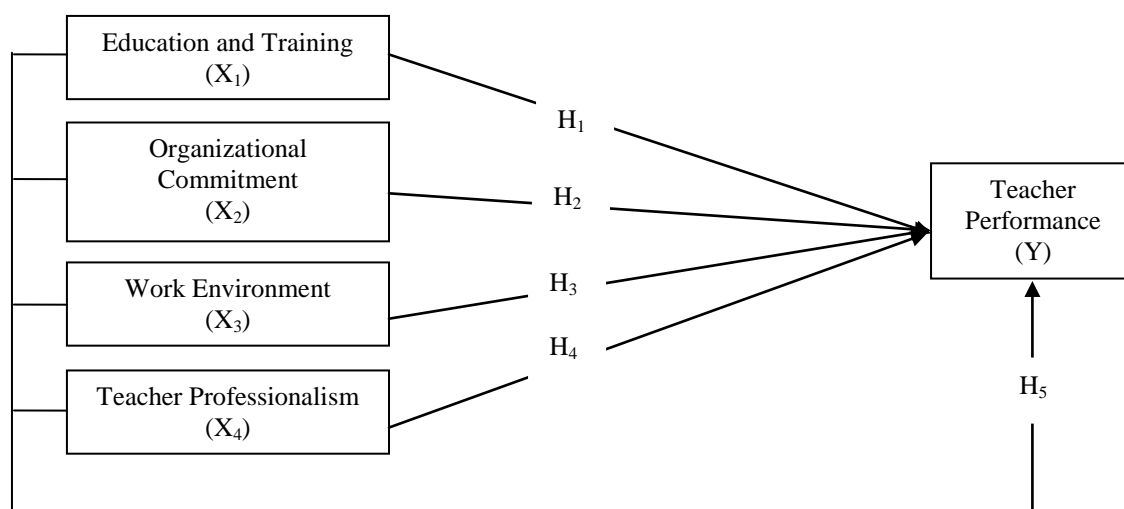 Education and Training
(X₁)
Organizational
Commitment
(X₂)
Work Environment
(X₃)
Teacher Professionalism
(X₄)
H₁
H₂
H₃
H₄
Teacher
Performance
(Y)
H₅